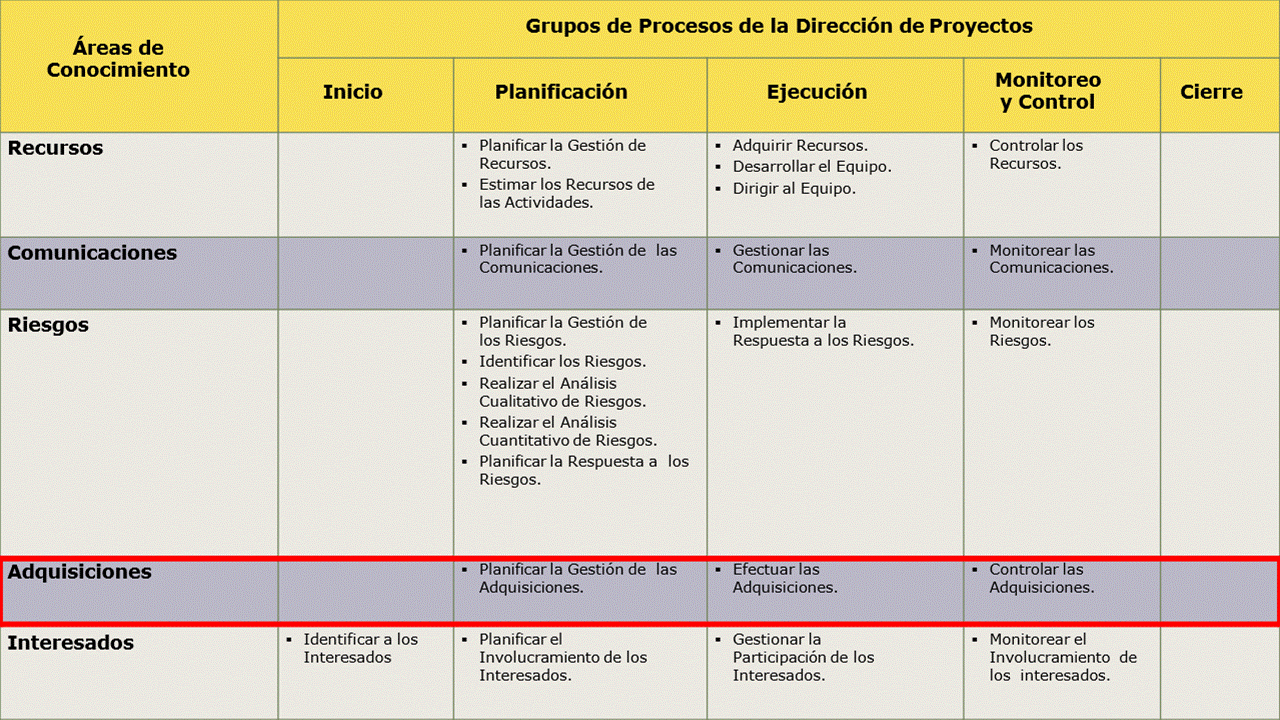 Áreas de
Conocimiento
Grupos de Procesos de la Dirección de Proyectos
Inicio
Planificación
Ejecución
Monitoreo
y Control
Cierre
Recursos
▪ Planificar la Gestión de
Recursos.
▪ Estimar los Recursos de
las Actividades.
▪ Adquirir Recursos.
▪ Desarrollar el Equipo.
▪ Dirigir al Equipo.
▪ Controlar los
Recursos.
Comunicaciones
▪ Planificar la Gestión de las
Comunicaciones.
▪ Gestionar las
Comunicaciones.
▪ Monitorear las
Comunicaciones.
Riesgos
▪ Planificar la Gestión de
los Riesgos.
▪ Identificar los Riesgos.
▪ Realizar el Análisis
Cualitativo de Riesgos.
▪ Realizar el Análisis
Cuantitativo de Riesgos.
▪ Planificar la Respuesta a los
Riesgos.
▪ Implementar la
Respuesta a los Riesgos.
▪ Monitorear los
Riesgos.
Adquisiciones
▪ Planificar la Gestión de las
Adquisiciones.
▪ Efectuar las
Adquisiciones.
▪ Controlar las
Adquisiciones.
Interesados
▪ Identificar a los
Interesados
▪ Planificar el
Involucramiento de los
Interesados.
▪ Gestionar la
Participación de los
Interesados.
▪ Monitorear el
Involucramiento de
los interesados.